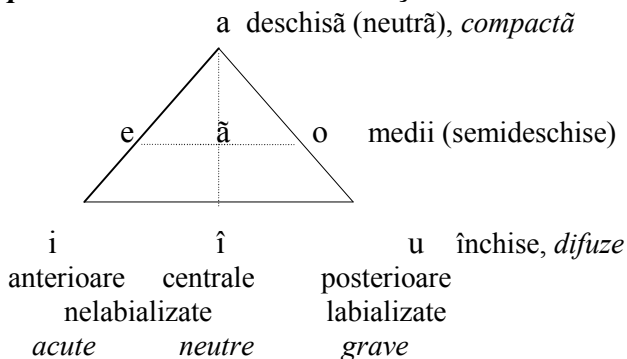 a deschisã (neutrã), compactã
e ã o medii (semideschise)
i î u închise, difuze
anterioare centrale posterioare
nelabializate labializate
acute neutre grave